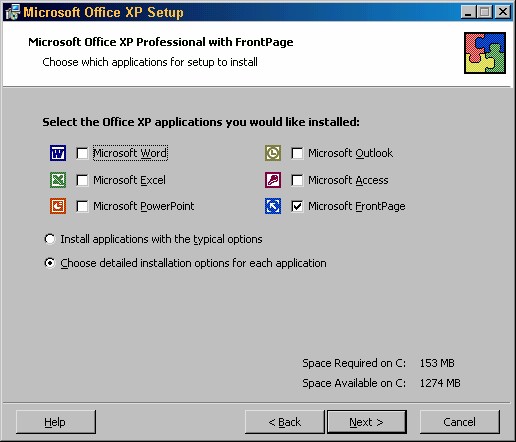 Microsoft Office XP Setup
Microsoft Office XP Professional with FrontPage
Choose which applications for setup to install
Select the Office XP applications you would like installed:
Microsoft Word
Microsoft Outlook
Microsoft Excel
Microsoft Access
Microsoft PowerPoint
Microsoft FrontPage
Install applications with the typical options
Choose detailed installation options for each application
Space Required on C: 153 MB
Space Available on C: 1274 MB
Help
< Back
Next >
Cancel